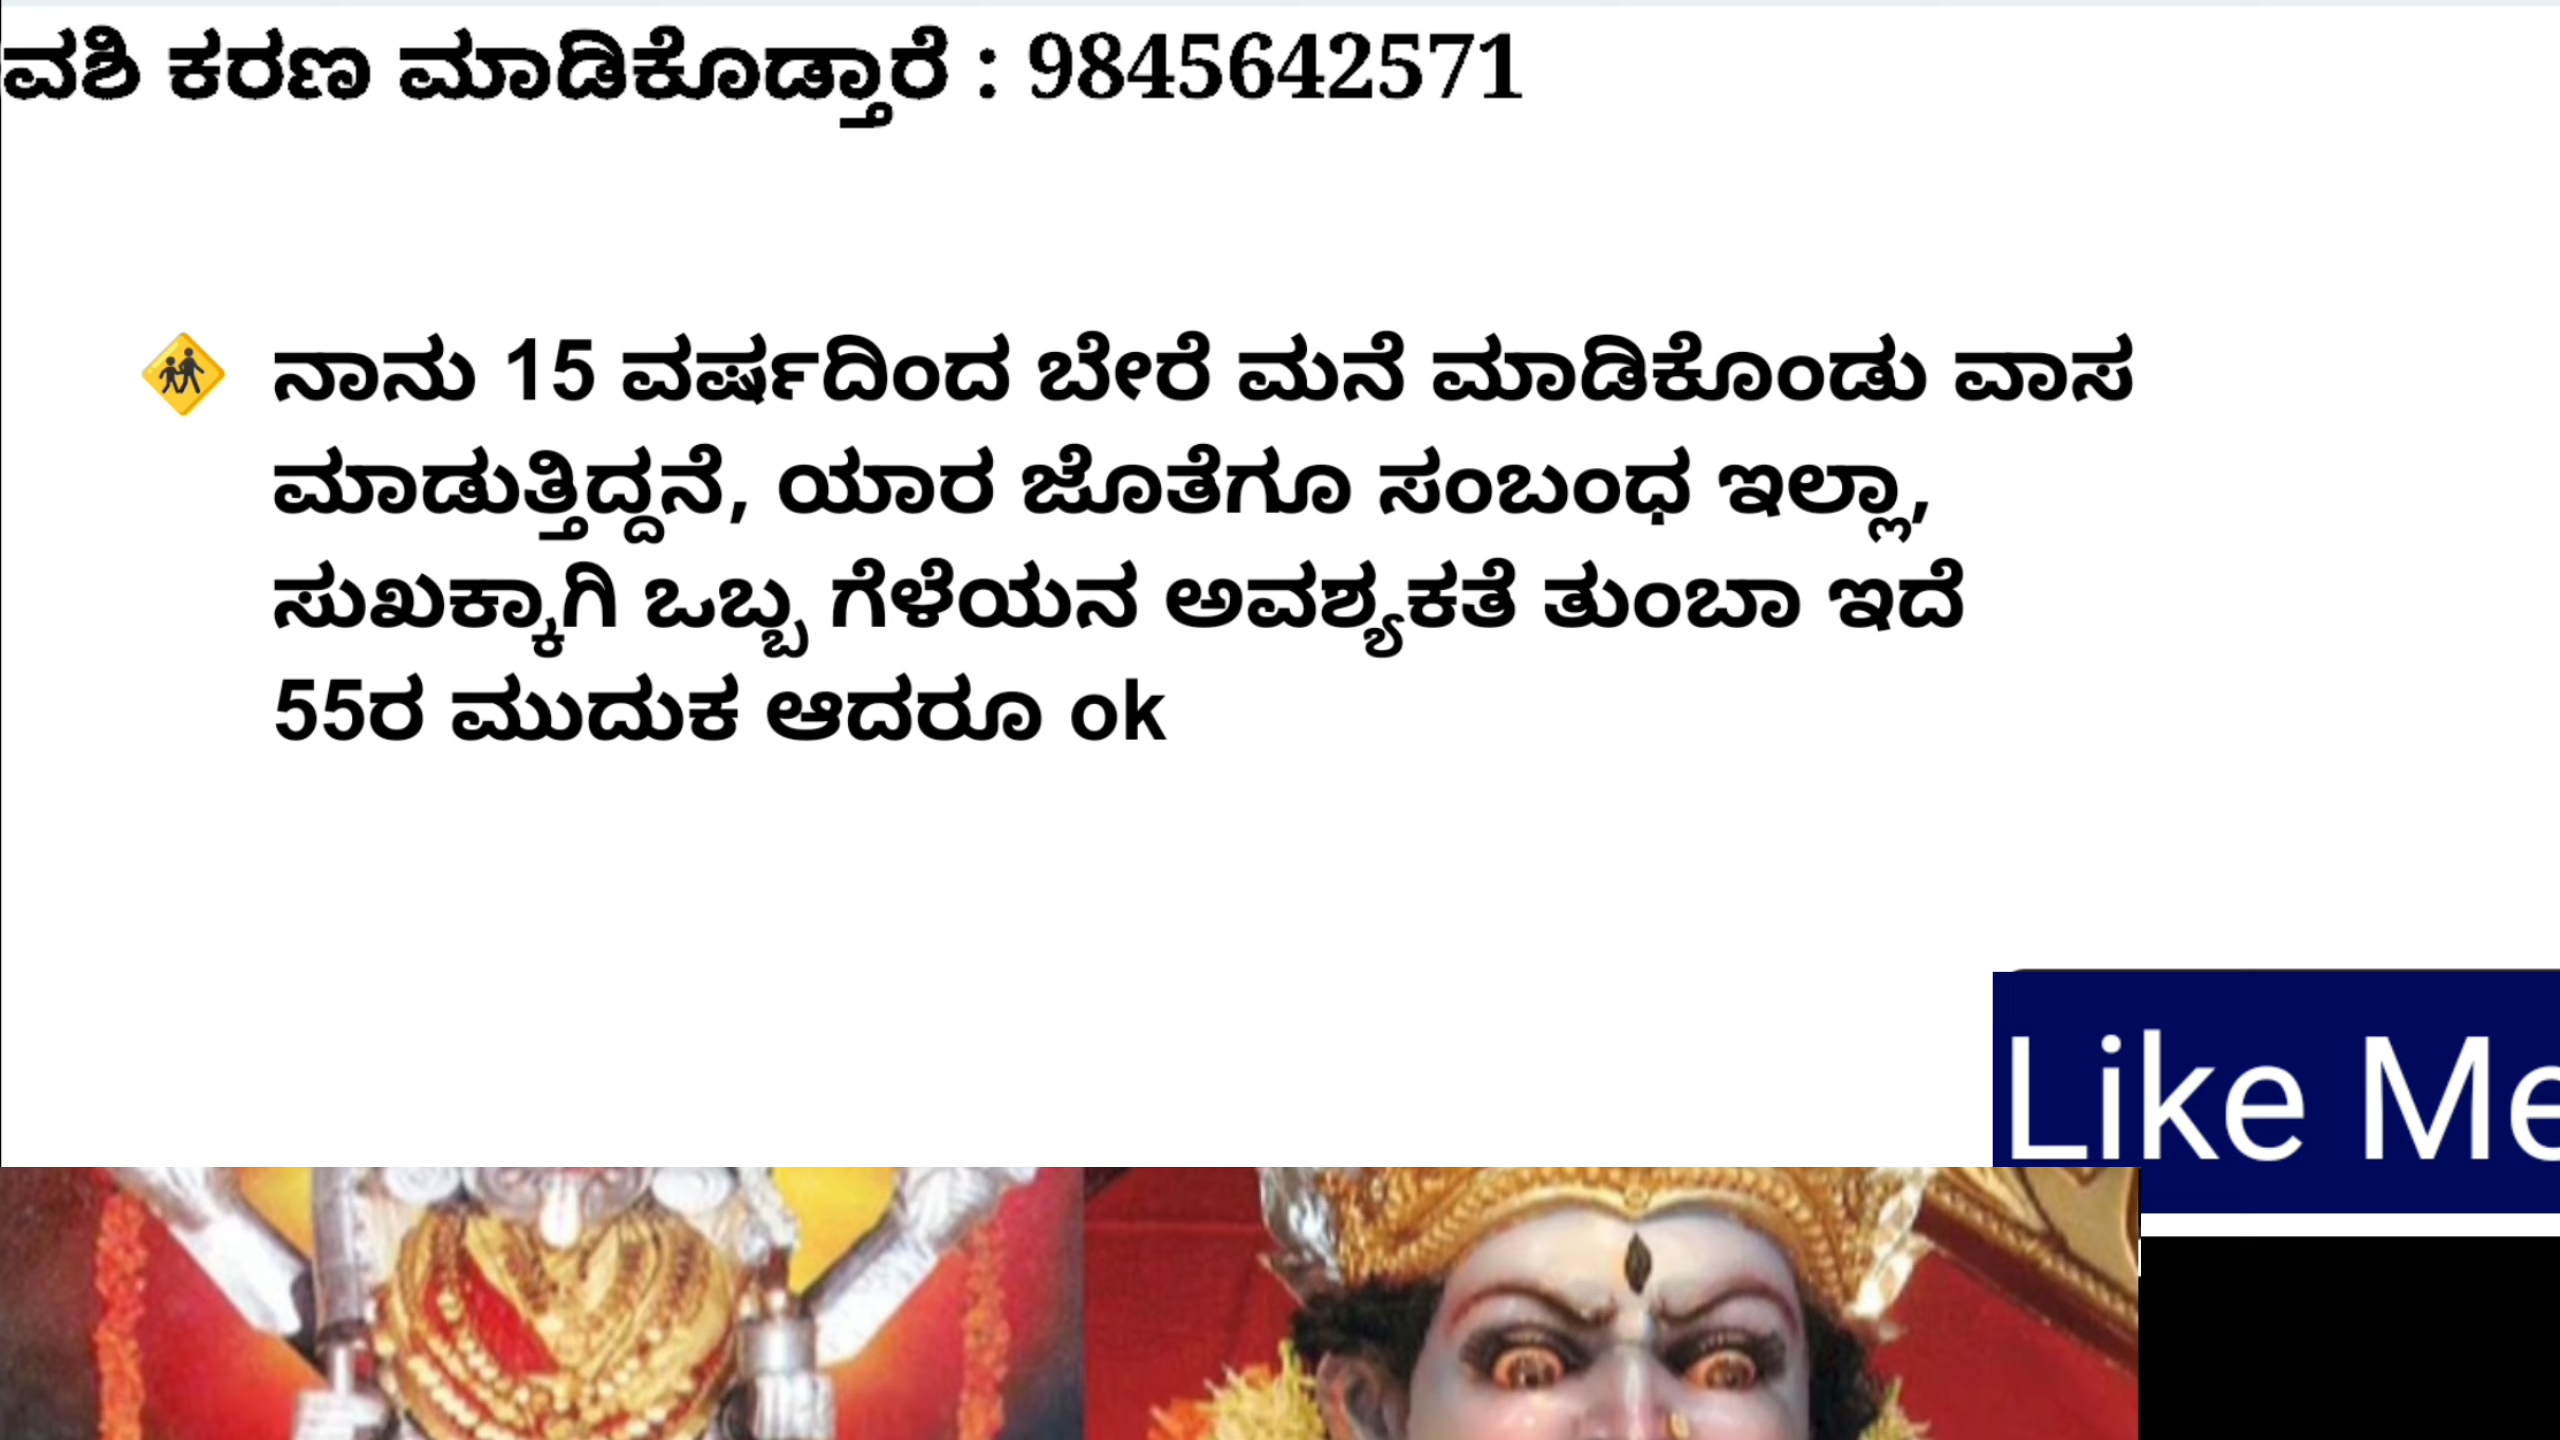 ವಶಿ ಕರಣ ಮಾಡಿಕೊಡ್ತಾರೆ : 9845642571
ನಾನು 15 ವರ್ಷದಿಂದ ಬೇರೆ ಮನೆ ಮಾಡಿಕೊಂಡು ವಾಸ
ಮಾಡುತ್ತಿದ್ದನೆ, ಯಾರ ಜೊತೆಗೂ ಸಂಬಂಧ ಇಲ್ಲಾ,
ಸುಖಕ್ಕಾಗಿ ಒಬ್ಬ ಗೆಳೆಯನ ಅವಶ್ಯಕತೆ ತುಂಬಾ ಇದೆ
55ರ ಮುದುಕ ಆದರೂ ok
Like Me